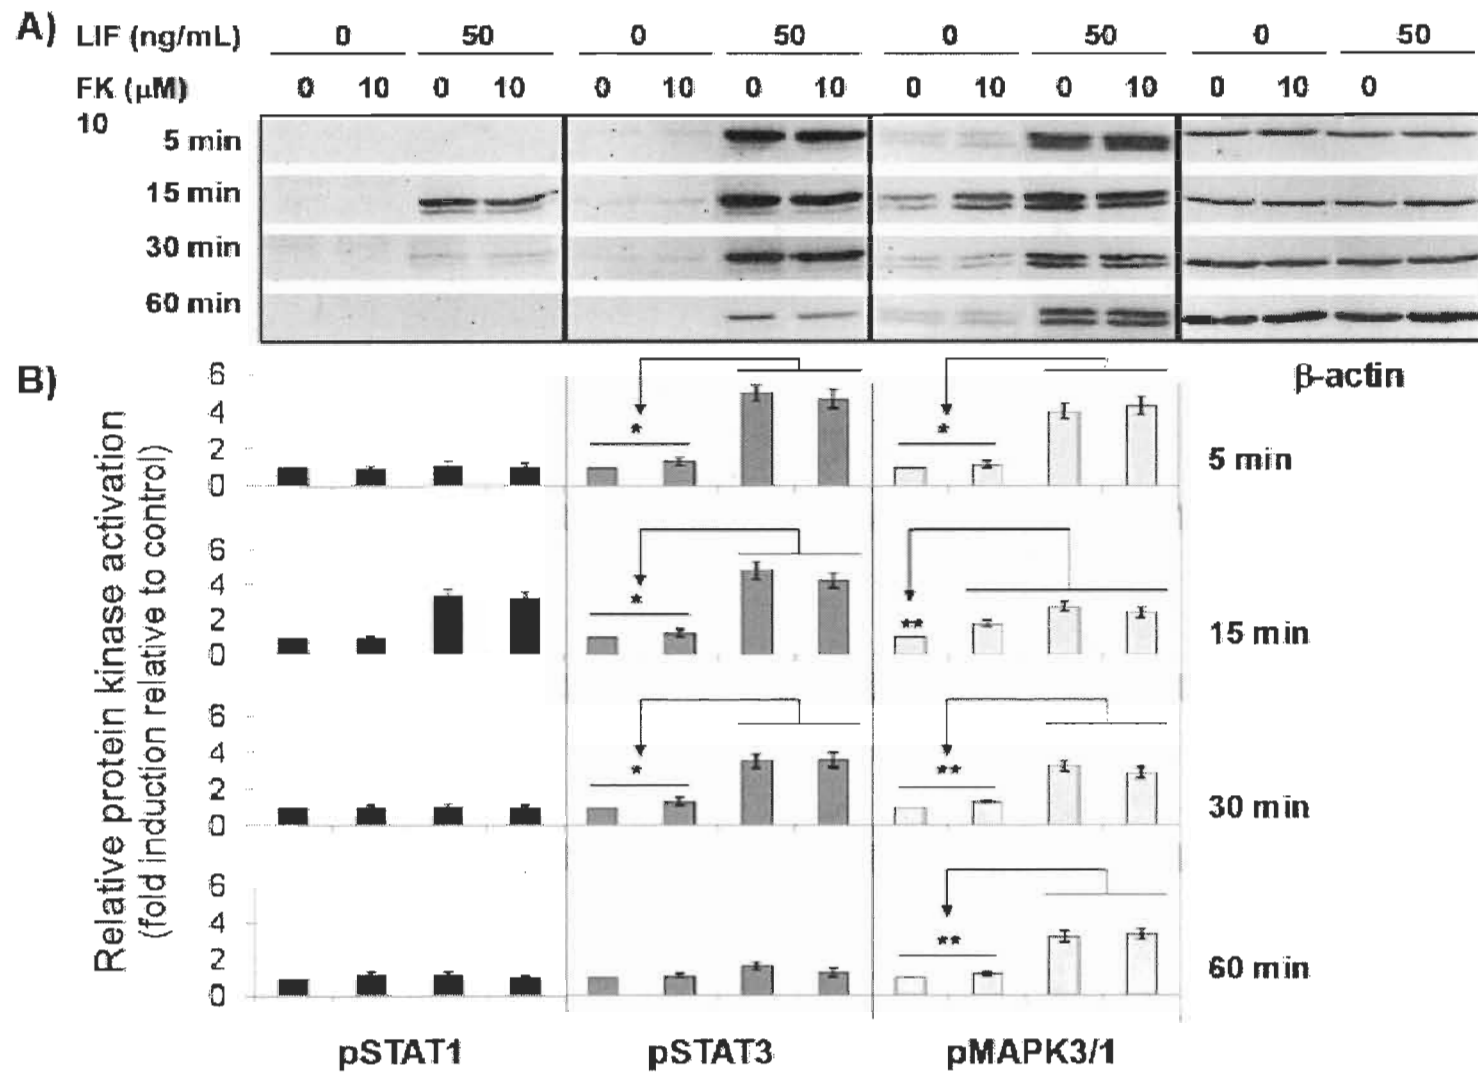 A) LIF (ng/mL) 0 50 0 50 0 50 0 50
FK (µM) 0 10 0 10 0 10 0 10 0 10 0 10 0 10 0
10
5 min
15 min
30 min
60 min
B)
Relative protein kinase activation
(fold induction relative to control)
6
4
2
0
* *
β-actin
5 min
6
4
2
0
* **
15 min
6
4
2
0
* **
30 min
6
4
2
0
**
60 min
pSTAT1 pSTAT3 pMAPK3/1